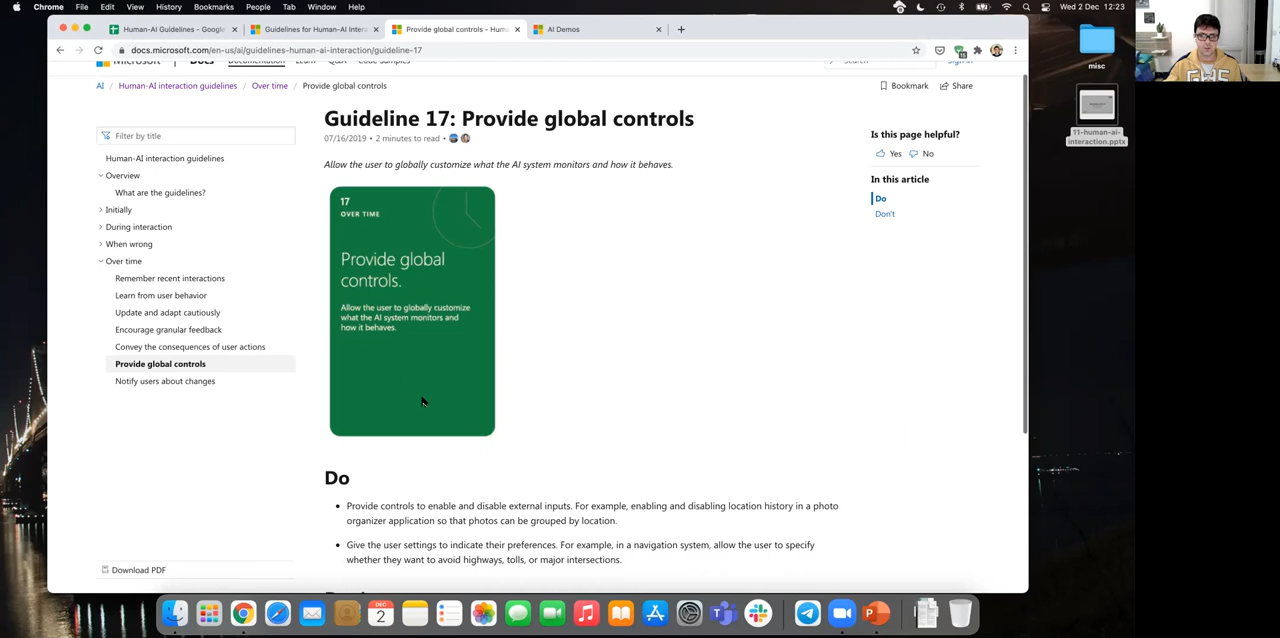 Chrome File Edit View History Bookmarks People Tab Window Help
Wed 2 Dec 12:23
Human-AI Guidelines - Google
Guidelines for Human-AI Intera
Provide global controls - Huma
AI Demos
docs.microsoft.com/en-us/ai/guidelines-human-ai-interaction/guideline-17
AI Human-AI interaction guidelines Over time Provide global controls
Bookmark Share
Filter by title
Human-AI interaction guidelines
Overview
What are the guidelines?
Initially
During interaction
When wrong
Over time
Remember recent interactions
Learn from user behavior
Update and adapt cautiously
Encourage granular feedback
Convey the consequences of user actions
Provide global controls
Notify users about changes
Download PDF
Guideline 17: Provide global controls
07/16/2019 • 2 minutes to read •
Allow the user to globally customize what the AI system monitors and how it behaves.
17
OVER TIME
Provide global
controls.
Allow the user to globally customize
what the AI system monitors and
how it behaves.
Do
• Provide controls to enable and disable external inputs. For example, enabling and disabling location history in a photo
organizer application so that photos can be grouped by location.
• Give the user settings to indicate their preferences. For example, in a navigation system, allow the user to specify
whether they want to avoid highways, tolls, or major intersections.
Is this page helpful?
Yes No
In this article
Do
Don't
misc
11-human-ai-
interaction.pptx
DEC
2